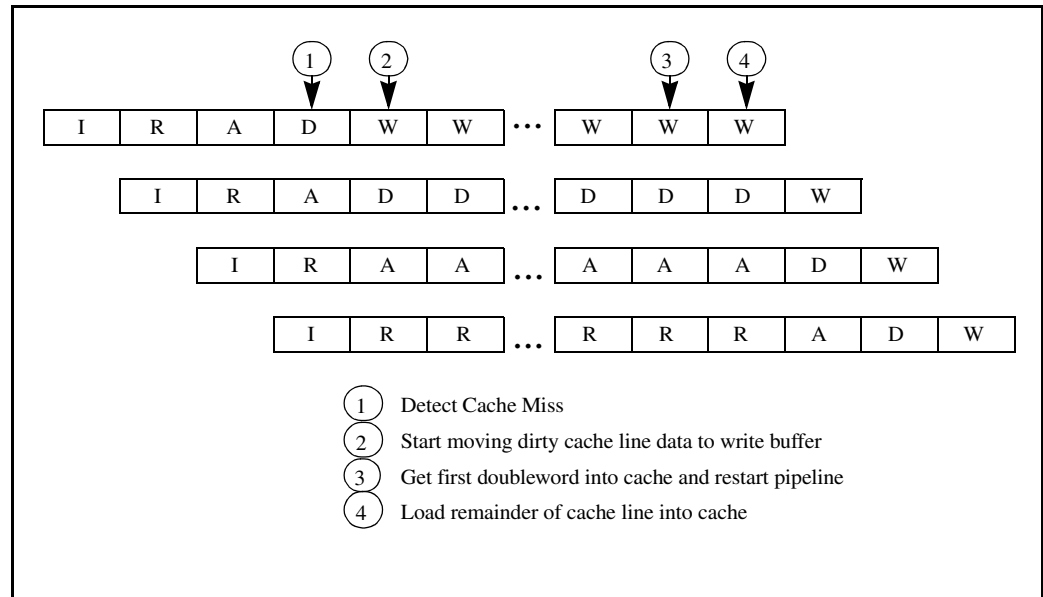 1 2 3 4
I R A D W W ... W W W
I R A D D ... D D D W
I R A A ... A A A D W
I R R ... R R R A D W
1 Detect Cache Miss
2 Start moving dirty cache line data to write buffer
3 Get first doubleword into cache and restart pipeline
4 Load remainder of cache line into cache